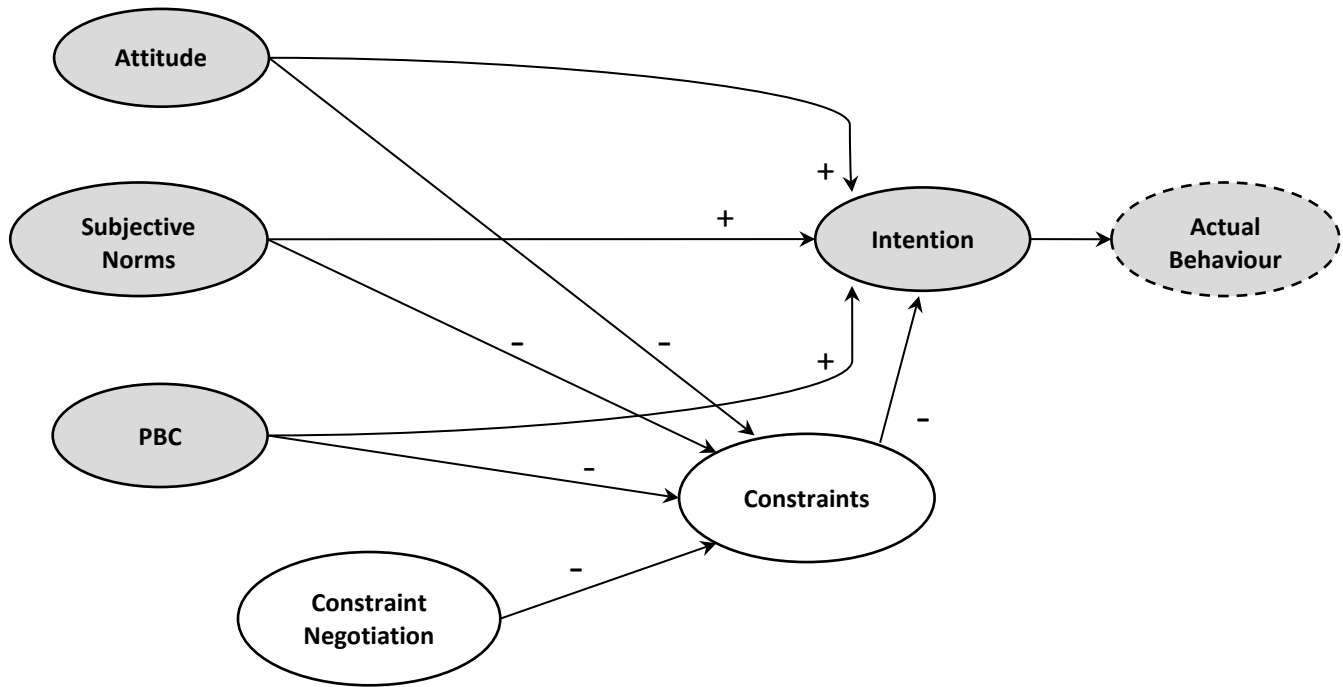 Attitude
+
Subjective
Norms
+
Intention
Actual
Behaviour
-
-
+
PBC
-
-
Constraints
-
Constraint
Negotiation